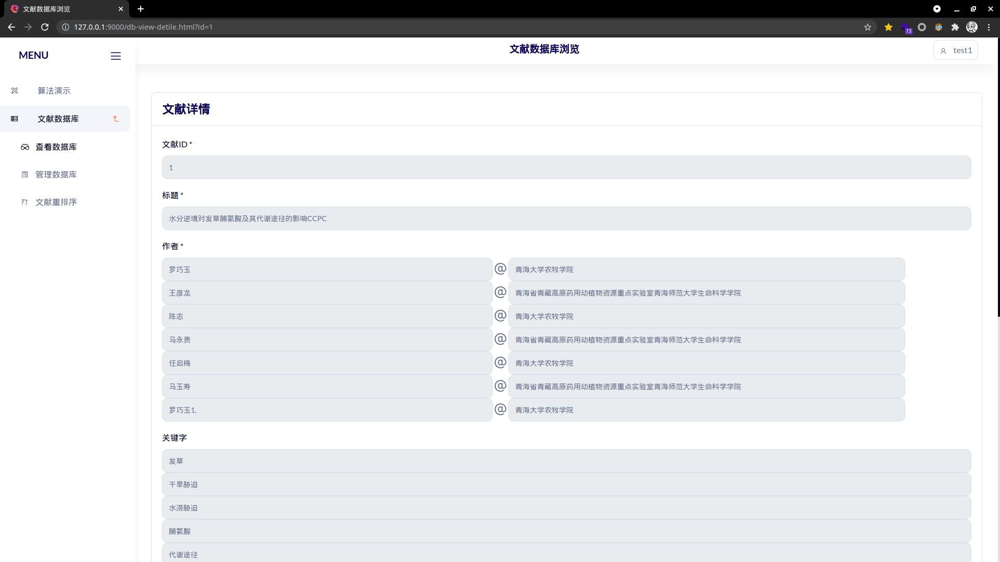 文献数据库浏览
127.0.0.1:9000/db-view-detile.html?id=1
13
MENU
文献数据库浏览
test1
算法演示
文献数据库
查看数据库
管理数据库
文献重排序
文献详情
文献ID *
1
标题 *
水分逆境对发草脯氨酸及其代谢途径的影响CCPC
作者 *
罗巧玉 @ 青海大学农牧学院
王彦龙 @ 青海省青藏高原药用动植物资源重点实验室青海师范大学生命科学学院
陈志 @ 青海大学农牧学院
马永贵 @ 青海省青藏高原药用动植物资源重点实验室青海师范大学生命科学学院
任启梅 @ 青海大学农牧学院
马玉寿 @ 青海省青藏高原药用动植物资源重点实验室青海师范大学生命科学学院
罗巧玉1, @ 青海大学农牧学院
关键字
发草
干旱胁迫
水涝胁迫
脯氨酸
代谢途径